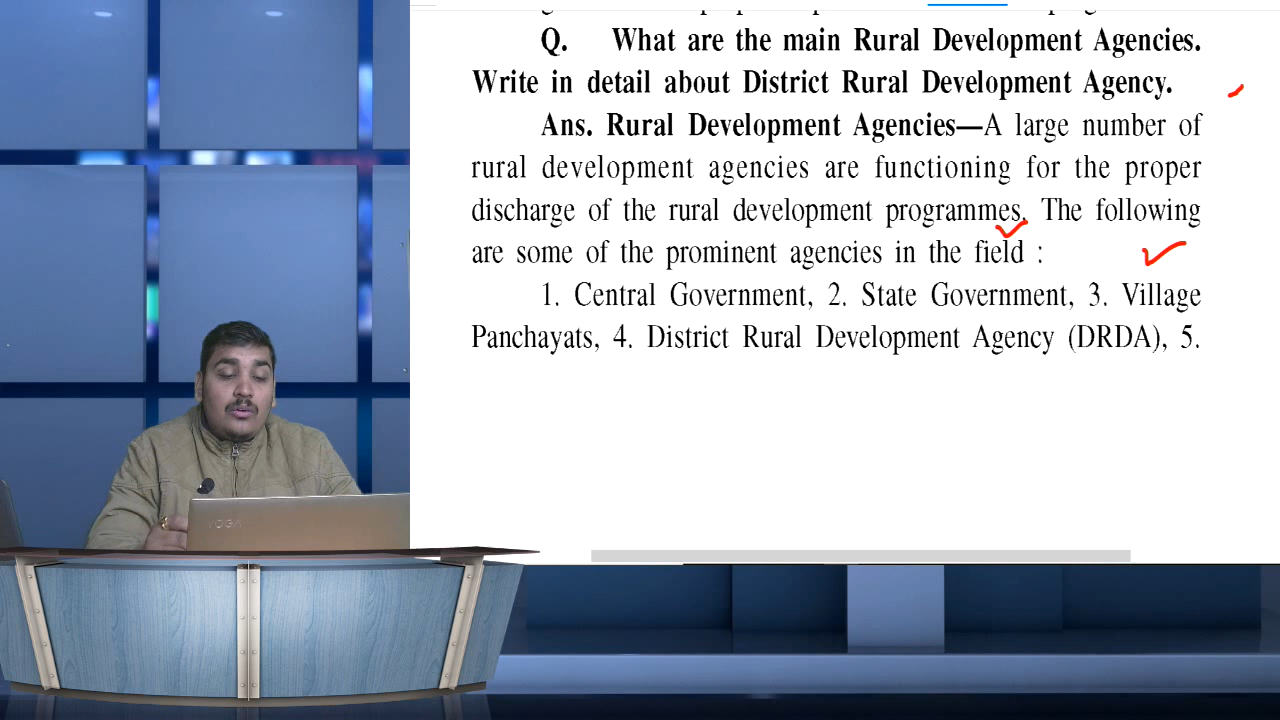 Q. What are the main Rural Development Agencies.
Write in detail about District Rural Development Agency.
Ans. Rural Development Agencies—A large number of
rural development agencies are functioning for the proper
discharge of the rural development programmes. The following
are some of the prominent agencies in the field :
1. Central Government, 2. State Government, 3. Village
Panchayats, 4. District Rural Development Agency (DRDA), 5.
YOGA